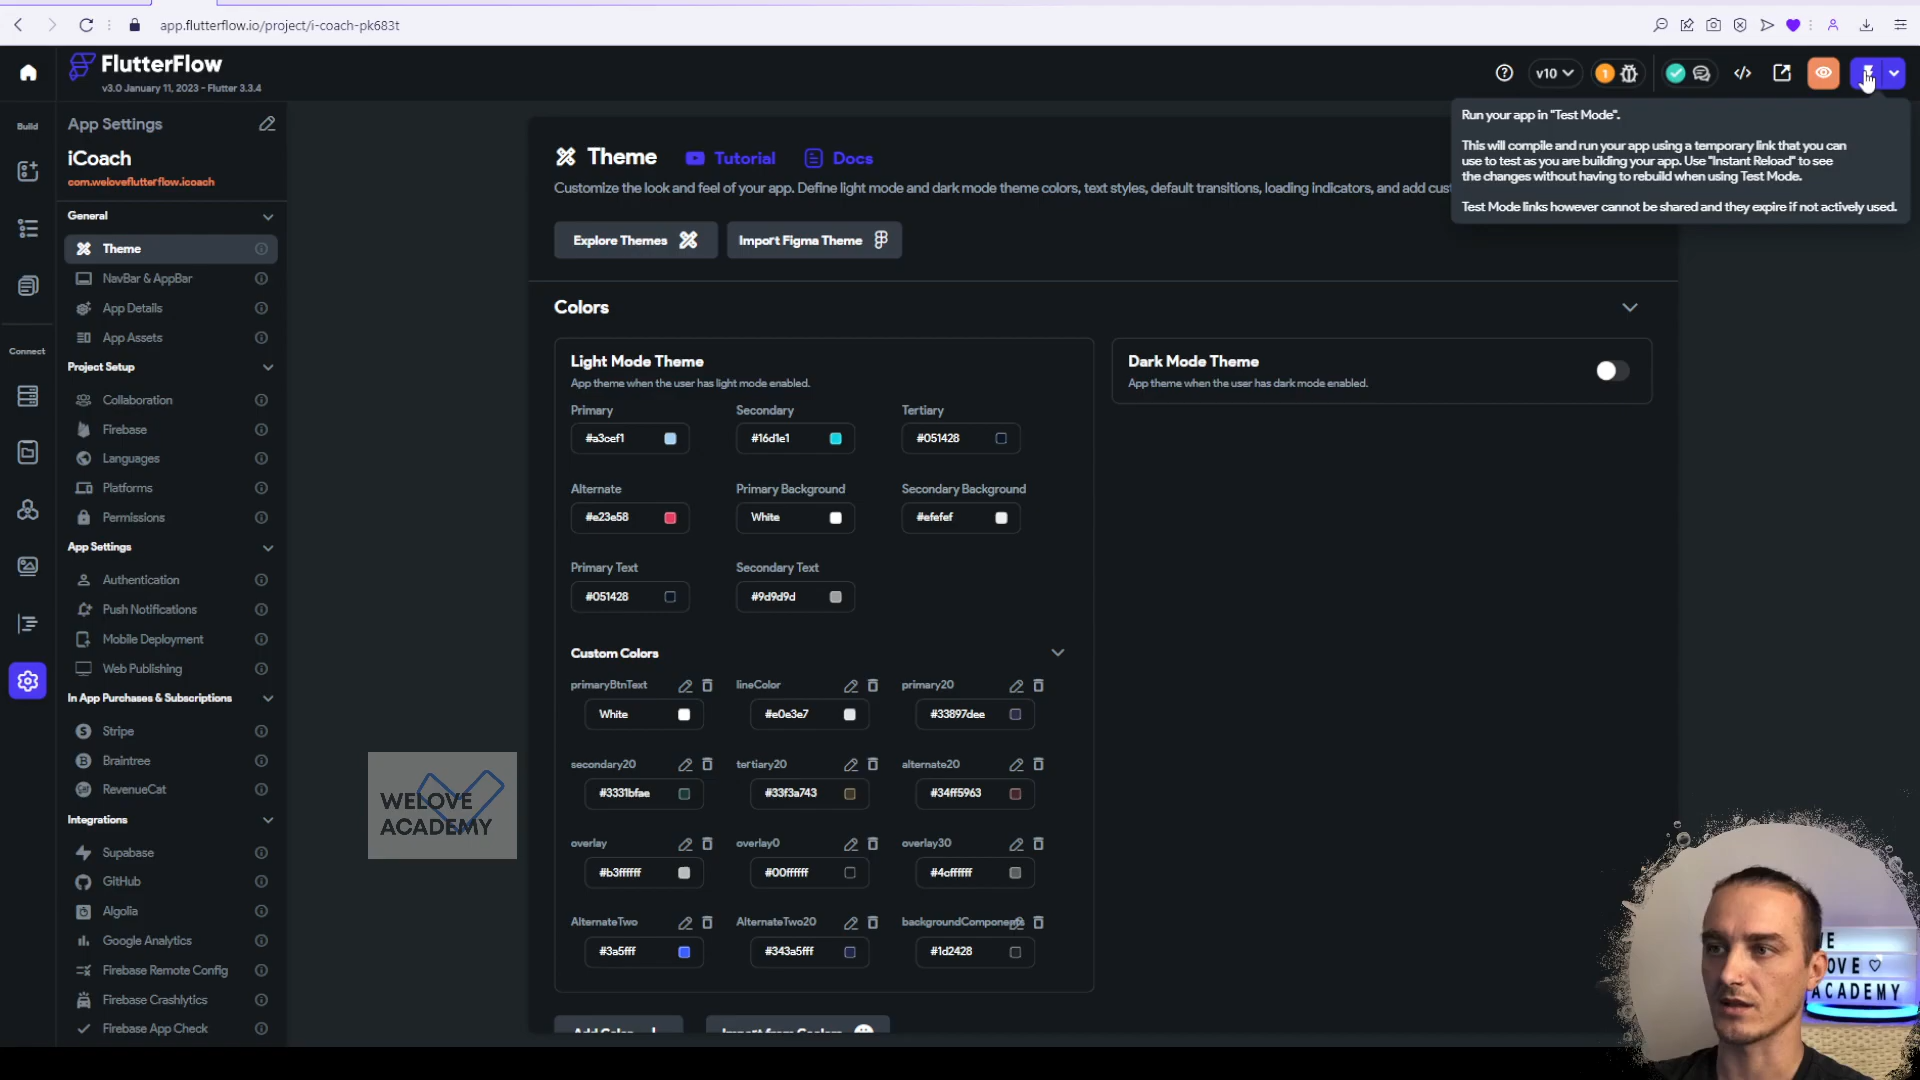 app.flutterflow.io/project/i-coach-pk683t
FlutterFlow
v3.0 January 11, 2023 - Flutter 3.3.4
v10
1
Run your app in "Test Mode".
This will compile and run your app using a temporary link that you can
use to test as you are building your app. Use "Instant Reload" to see
the changes without having to rebuild when using Test Mode.
Test Mode links however cannot be shared and they expire if not actively used.
Build
Connect
App Settings
iCoach
com.weloveflutterflow.icoach
General
Theme
NavBar & AppBar
App Details
App Assets
Project Setup
Collaboration
Firebase
Languages
Platforms
Permissions
App Settings
Authentication
Push Notifications
Mobile Deployment
Web Publishing
In App Purchases & Subscriptions
Stripe
Braintree
RevenueCat
Integrations
Supabase
GitHub
Algolia
Google Analytics
Firebase Remote Config
Firebase Crashlytics
Firebase App Check
Theme
Tutorial
Docs
Customize the look and feel of your app. Define light mode and dark mode theme colors, text styles, default transitions, loading indicators, and add
Explore Themes
Import Figma Theme
Colors
Light Mode Theme
App theme when the user has light mode enabled.
Primary Secondary Tertiary
#a3cef1 #16d1e1 #051428
Alternate Primary Background Secondary Background
#e23e58 White #efefef
Primary Text Secondary Text
#051428 #9d9d9d
Custom Colors
primaryBtnText lineColor primary20
White #e0e3e7 #33897dee
secondary20 tertiary20 alternate20
#3331bfae #33f3a743 #34ff5963
overlay overlay0 overlay30
#b3ffffff #00ffffff #4cffffff
AlternateTwo AlternateTwo20 backgroundComponents
#3a5fff #343a5fff #1d2428
Dark Mode Theme
App theme when the user has dark mode enabled.
WELOVE
ACADEMY
WE
LOVE ♡
ACADEMY